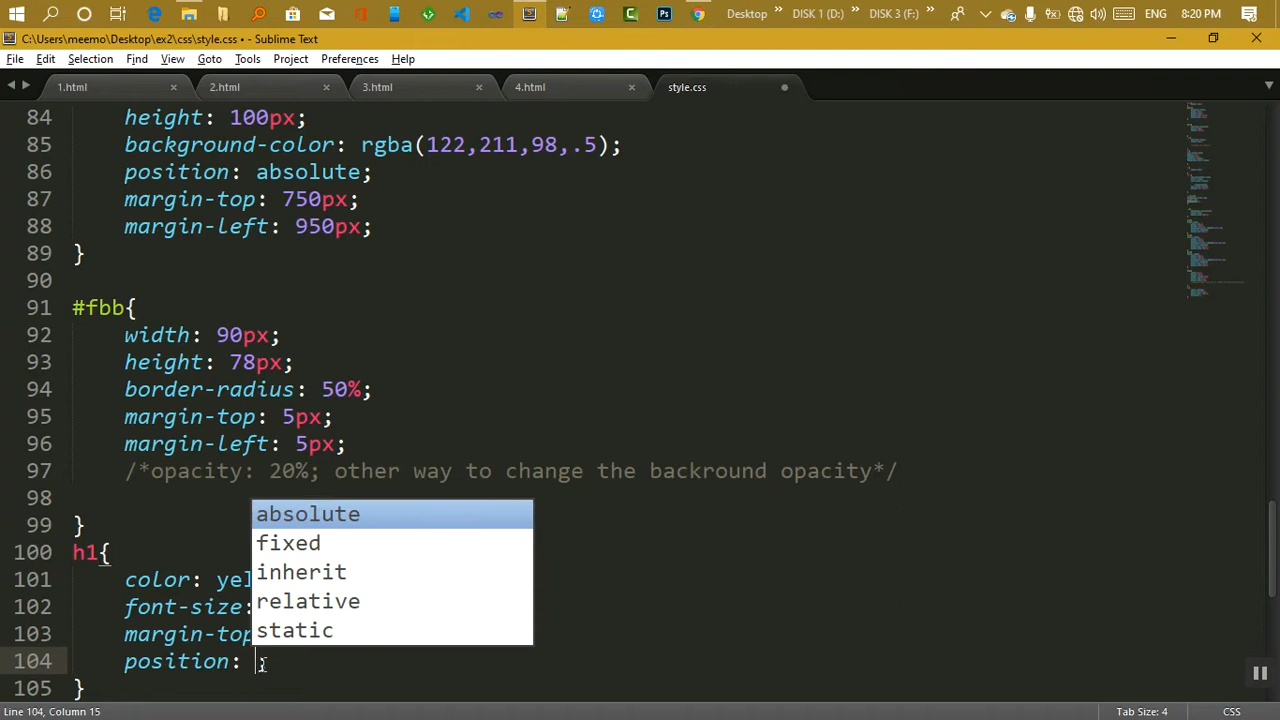 Desktop
DISK 1 (D:)
DISK 3 (F:)
ENG
8:20 PM
C:\Users\meemo\Desktop\ex2\css\style.css • - Sublime Text
File Edit Selection Find View Goto Tools Project Preferences Help
1.html
2.html
3.html
4.html
style.css
84 height: 100px;
85 background-color: rgba(122,211,98,.5);
86 position: absolute;
87 margin-top: 750px;
88 margin-left: 950px;
89 }
90
91 #fbb{
92 width: 90px;
93 height: 78px;
94 border-radius: 50%;
95 margin-top: 5px;
96 margin-left: 5px;
97 /*opacity: 20%; other way to change the backround opacity*/
98
99 }
100 h1{
101 color: yel
102 font-size:
103 margin-top
104 position: ;
105 }
absolute
fixed
inherit
relative
static
Line 104, Column 15
Tab Size: 4
CSS